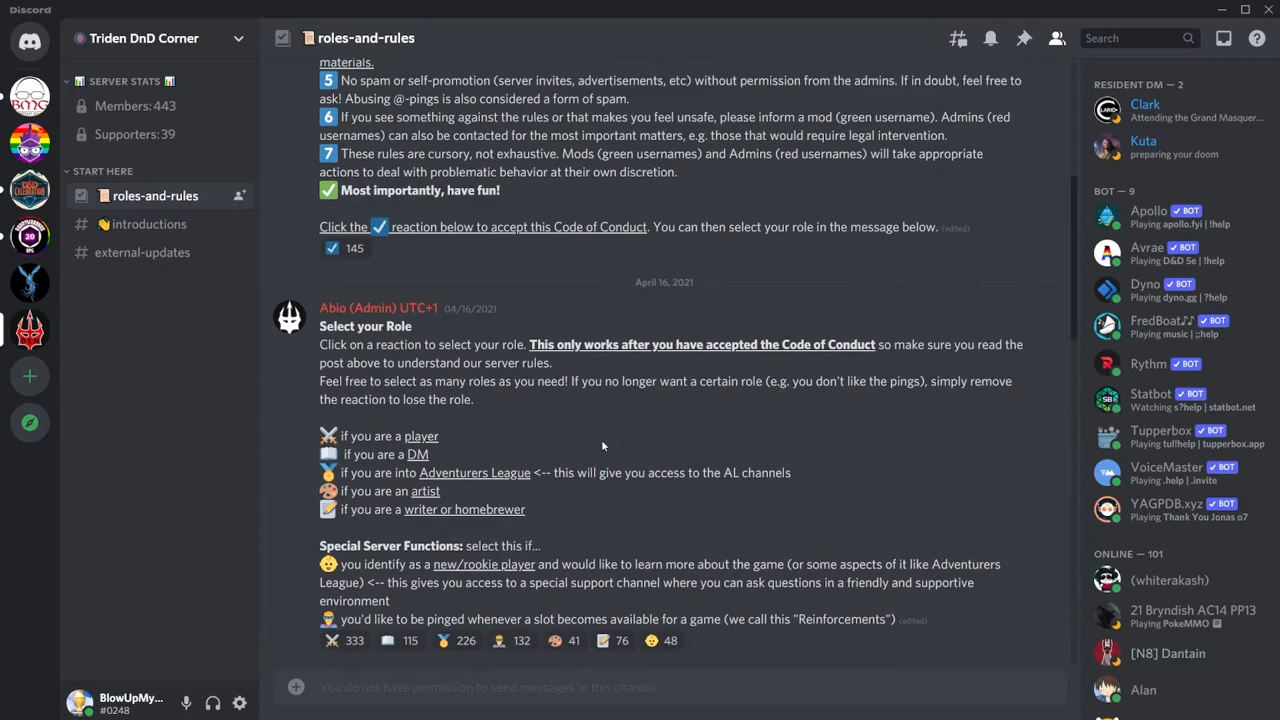 Discord
Triden DnD Corner
roles-and-rules
Search
SERVER STATS
Members: 443
Supporters: 39
START HERE
roles-and-rules
introductions
external-updates
BlowUpMy...
#0248
materials.
5 No spam or self-promotion (server invites, advertisements, etc) without permission from the admins. If in doubt, feel free to
ask! Abusing @-pings is also considered a form of spam.
6 If you see something against the rules or that makes you feel unsafe, please inform a mod (green username). Admins (red
usernames) can also be contacted for the most important matters, e.g. those that would require legal intervention.
7 These rules are cursory, not exhaustive. Mods (green usernames) and Admins (red usernames) will take appropriate
actions to deal with problematic behavior at their own discretion.
Most importantly, have fun!
Click the reaction below to accept this Code of Conduct. You can then select your role in the message below. (edited)
145
April 16, 2021
Abio (Admin) UTC+1 04/16/2021
Select your Role
Click on a reaction to select your role. This only works after you have accepted the Code of Conduct so make sure you read the
post above to understand our server rules.
Feel free to select as many roles as you need! If you no longer want a certain role (e.g. you don't like the pings), simply remove
the reaction to lose the role.
if you are a player
if you are a DM
if you are into Adventurers League <-- this will give you access to the AL channels
if you are an artist
if you are a writer or homebrewer
Special Server Functions: select this if...
you identify as a new/rookie player and would like to learn more about the game (or some aspects of it like Adventurers
League) <-- this gives you access to a special support channel where you can ask questions in a friendly and supportive
environment
you'd like to be pinged whenever a slot becomes available for a game (we call this "Reinforcements") (edited)
333 115 226 132 41 76 48
You do not have permission to send messages in this channel.
RESIDENT DM — 2
Clark
Attending the Grand Masquer...
Kuta
preparing your doom
BOT — 9
Apollo BOT
Playing apollo.fyi | !help
Avrae BOT
Playing D&D 5e | !help
Dyno BOT
Playing dyno.gg | ?help
FredBoat♪♪ BOT
Playing music | ;;help
Rythm BOT
Statbot BOT
Watching s?help | statbot.net
Tupperbox BOT
Playing tul!help | tupperbox.app
VoiceMaster BOT
Playing .help | .invite
YAGPDB.xyz BOT
Playing Thank You Jonas o7
ONLINE — 101
(whiterakash)
21 Bryndish AC14 PP13
Playing PokeMMO
[N8] Dantain
Alan